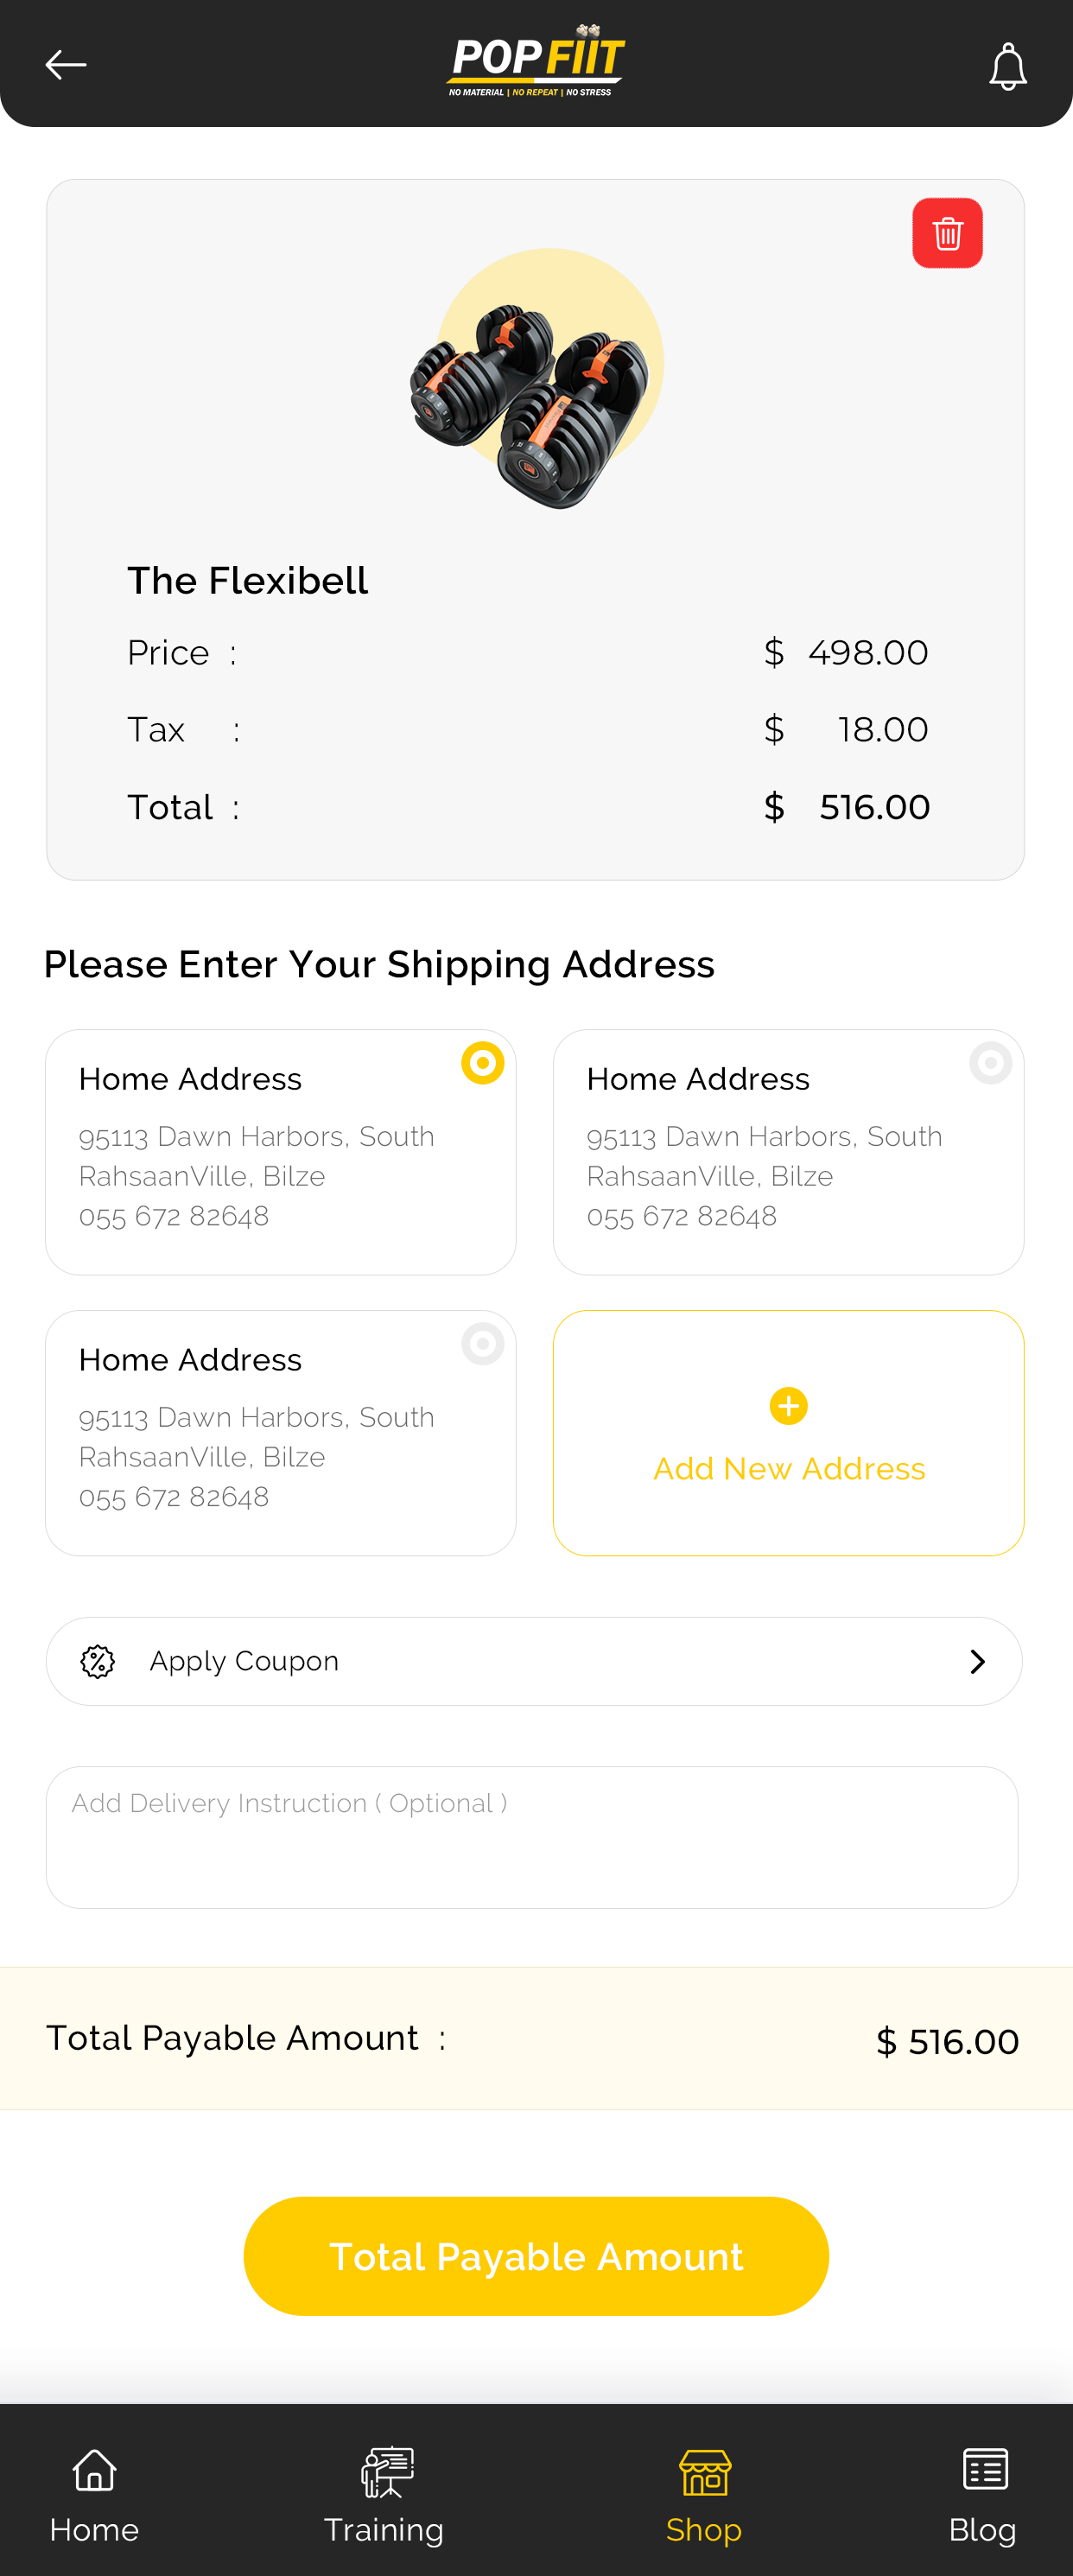 POP FIIT
NO MATERIAL | NO REPEAT | NO STRESS
The Flexibell
Price : $ 498.00
Tax : $ 18.00
Total : $ 516.00
Please Enter Your Shipping Address
Home Address
95113 Dawn Harbors, South
RahsaanVille, Bilze
055 672 82648
Home Address
95113 Dawn Harbors, South
RahsaanVille, Bilze
055 672 82648
Home Address
95113 Dawn Harbors, South
RahsaanVille, Bilze
055 672 82648
Add New Address
Apply Coupon
Add Delivery Instruction ( Optional )
Total Payable Amount : $ 516.00
Total Payable Amount
Home Training Shop Blog